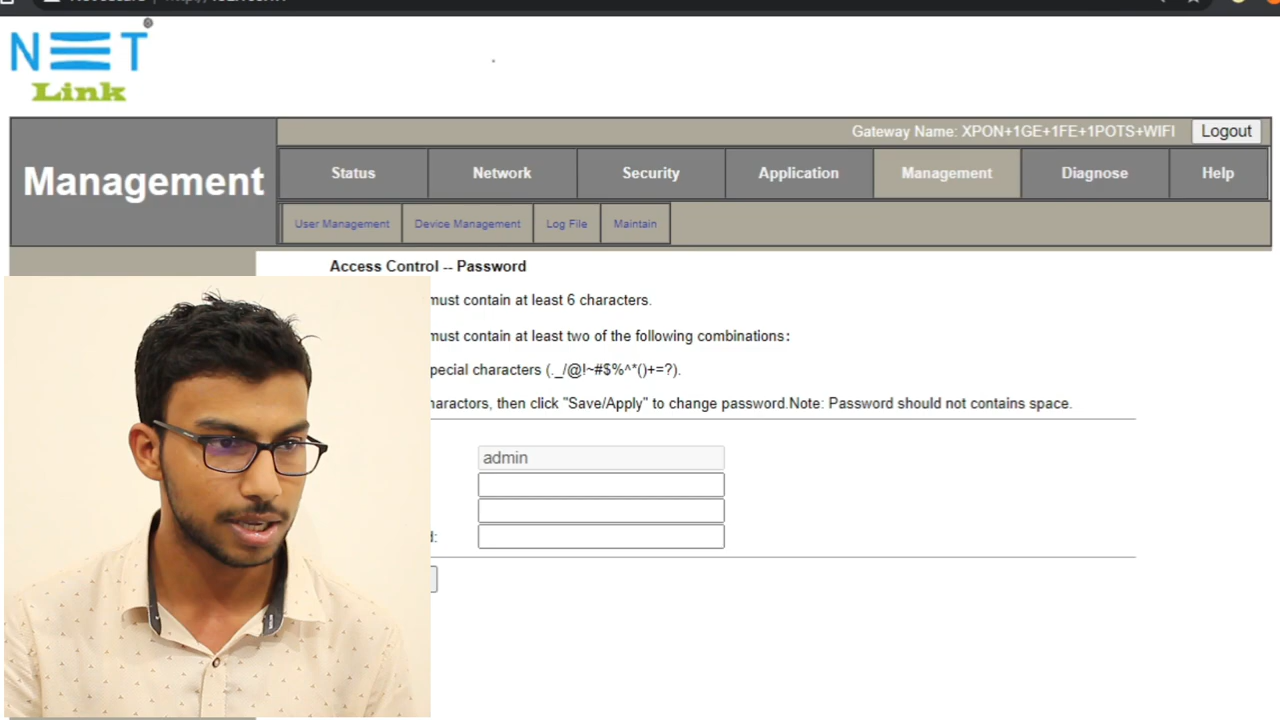 NET
Link
Gateway Name: XPON+1GE+1FE+1POTS+WIFI
Logout
Management
Status
Network
Security
Application
Management
Diagnose
Help
User Management
Device Management
Log File
Maintain
Access Control -- Password
must contain at least 6 characters.
must contain at least two of the following combinations:
pecial characters (._/@!~#$%^*()+=?).
haractors, then click "Save/Apply" to change password.Note: Password should not contains space.
admin